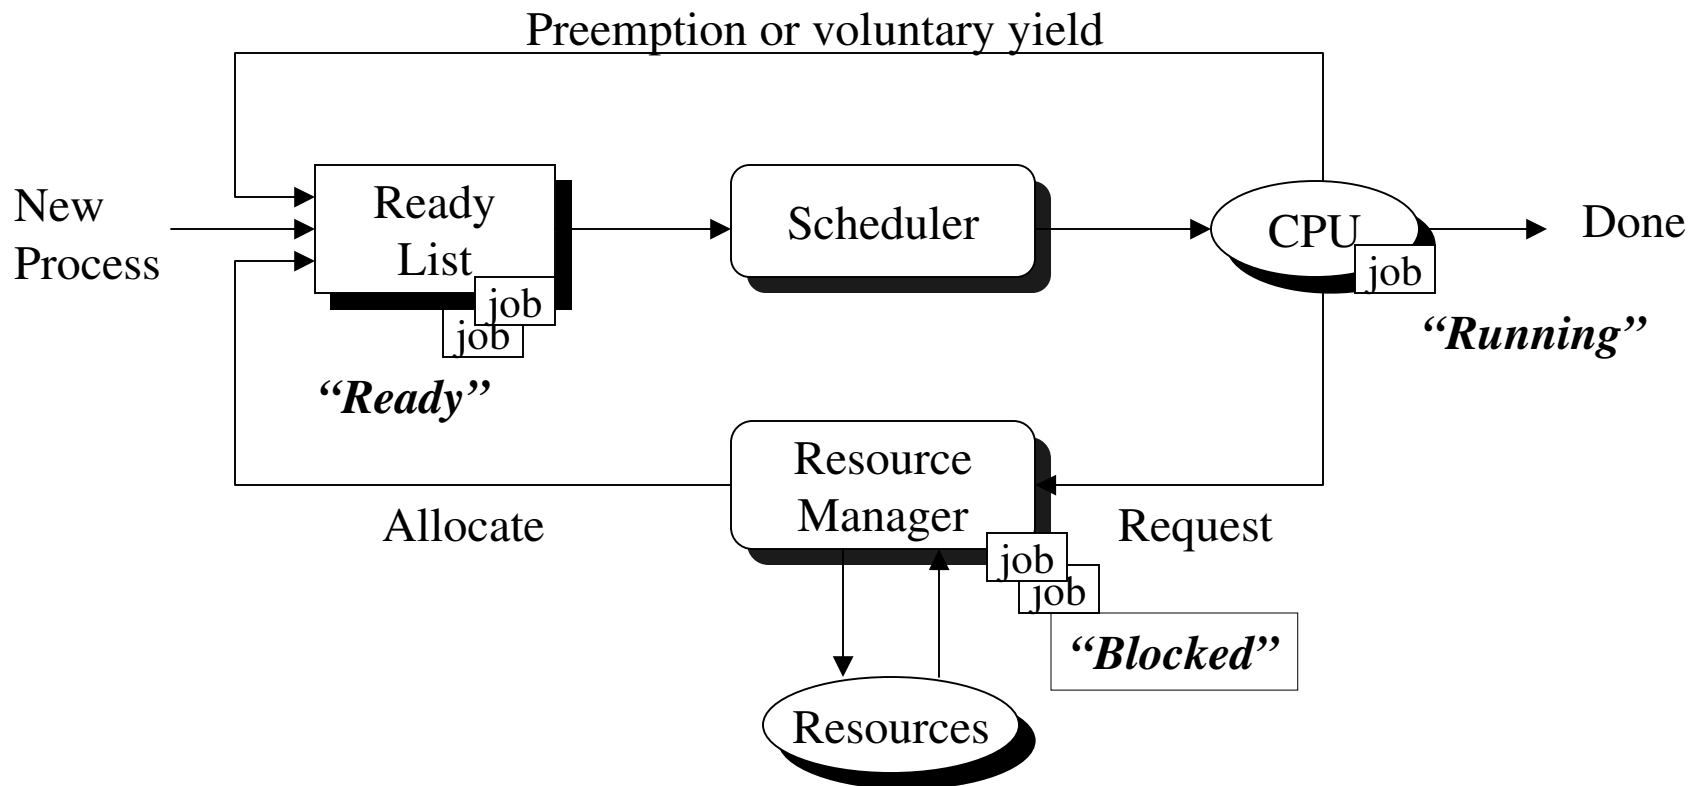 Preemption or voluntary yield
New
Process
Ready
List
job
job
“Ready”
Scheduler
CPU
job
“Running”
Done
Resource
Manager
job
job
“Blocked”
Allocate
Request
Resources